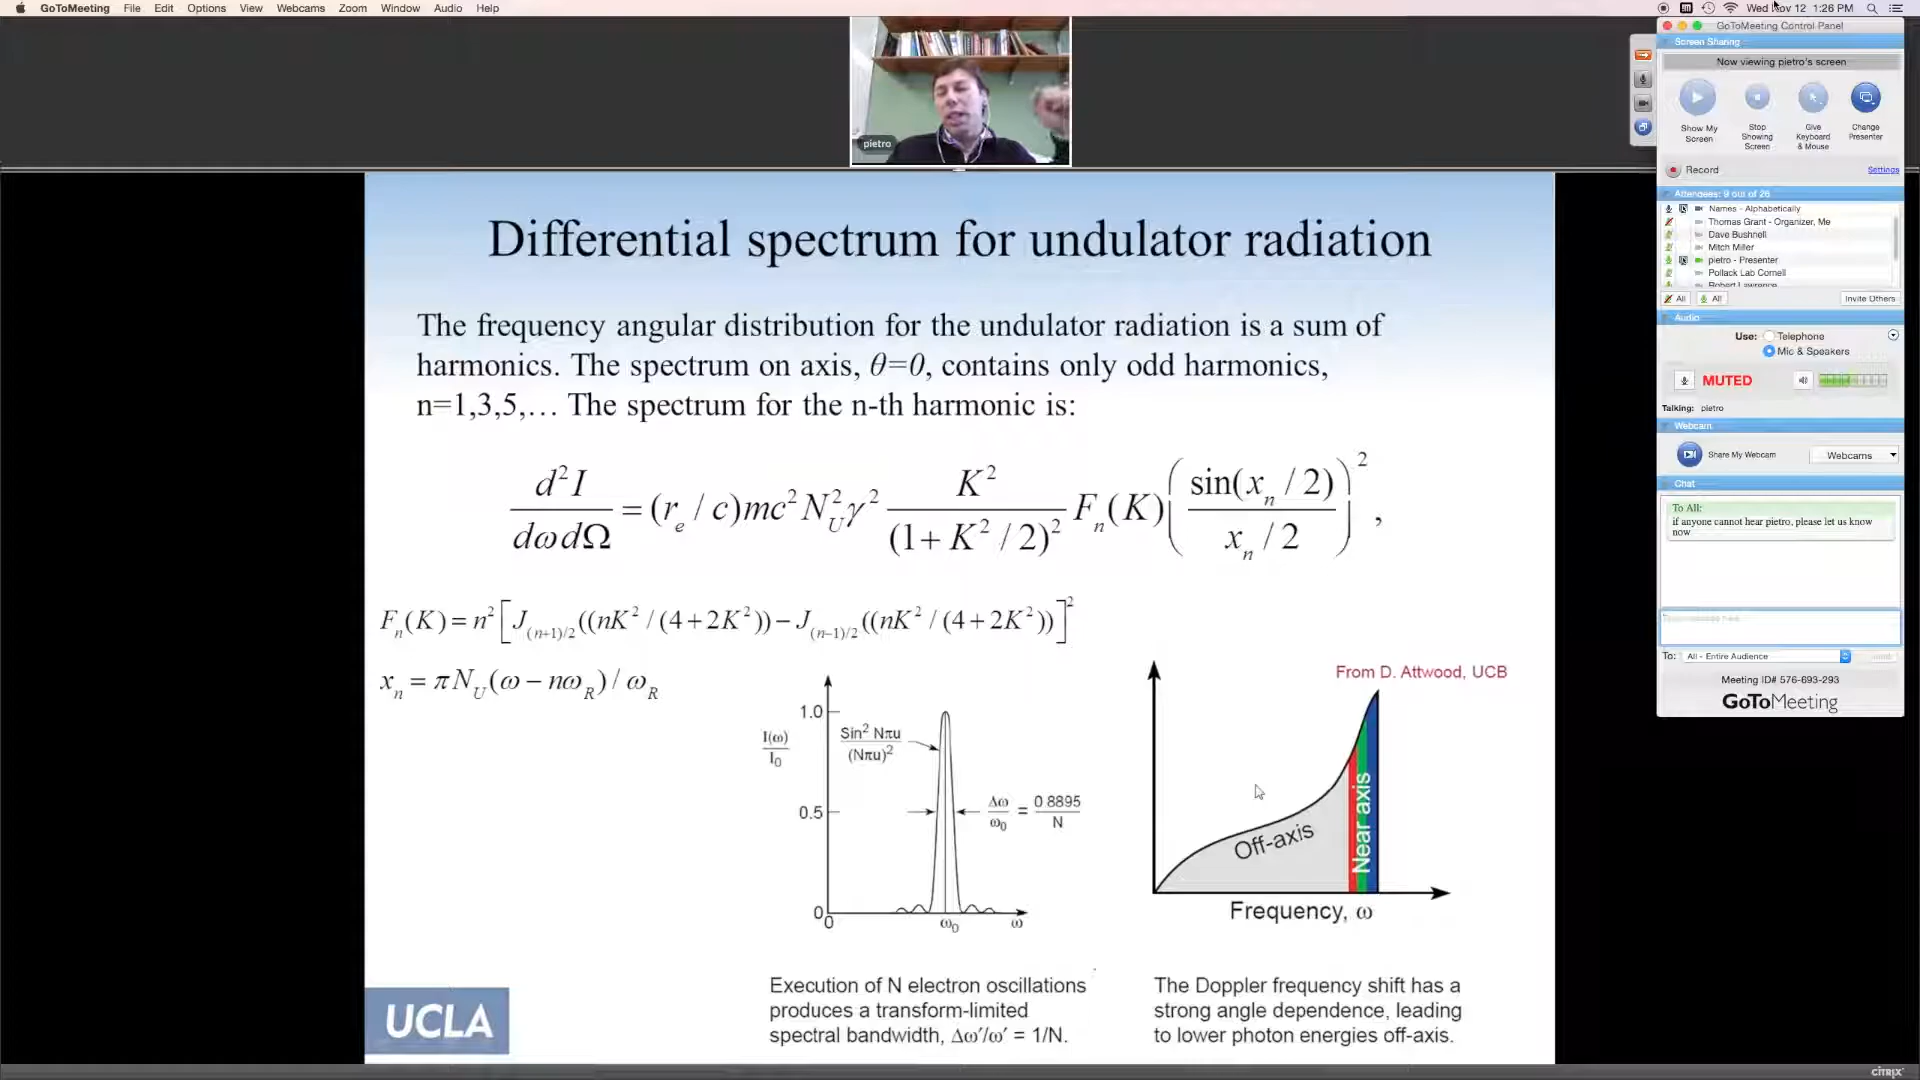 GoToMeeting File Edit Options View Webcams Zoom Window Audio Help
Wed Nov 12 1:26 PM
pietro
Differential spectrum for undulator radiation
The frequency angular distribution for the undulator radiation is a sum of
harmonics. The spectrum on axis, θ=0, contains only odd harmonics,
n=1,3,5,… The spectrum for the n-th harmonic is:
d²I / dωdΩ = (r_e / c)mc² N_U² γ² K² / (1+ K² / 2)² F_n(K) ( sin(x_n / 2) / x_n / 2 )² ,
F_n(K) = n² [ J_(n+1)/2 ((nK² / (4+2K²)) − J_(n−1)/2 ((nK² / (4+2K²)) ]²
x_n = πN_U(ω − nω_R) / ω_R
1.0
I(ω) / I₀
Sin² Nπu / (Nπu)²
0.5
Δω / ω₀ = 0.8895 / N
0
0
ω₀
ω
From D. Attwood, UCB
Off-axis
Near axis
Frequency, ω
Execution of N electron oscillations
produces a transform-limited
spectral bandwidth, Δω′/ω′ = 1/N.
The Doppler frequency shift has a
strong angle dependence, leading
to lower photon energies off-axis.
UCLA
GoToMeeting Control Panel
Screen Sharing
Now viewing pietro's screen
Show My Screen
Stop Showing Screen
Give Keyboard & Mouse
Change Presenter
Record
Settings
Attendees: 9 out of 26
Names - Alphabetically
Thomas Grant - Organizer, Me
Dave Bushnell
Mitch Miller
pietro - Presenter
Pollack Lab Cornell
Robert Lawrence
All
All
Invite Others
Audio
Use: Telephone
Mic & Speakers
MUTED
Talking: pietro
Webcam
Share My Webcam
Webcams
Chat
To All:
if anyone cannot hear pietro, please let us know
now
To: All - Entire Audience
Meeting ID# 576-693-293
GoToMeeting
CITRIX